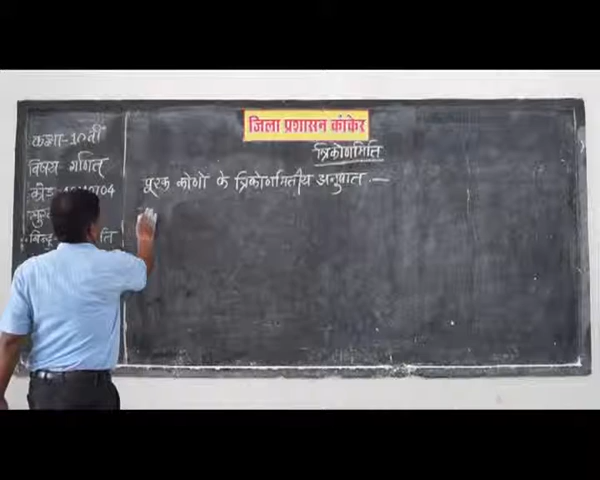 जिला प्रशासन कांकेर
कक्षा-10वीं
विषय गणित
त्रिकोणमिति
पूरक कोणों के त्रिकोणमितीय अनुपात :—